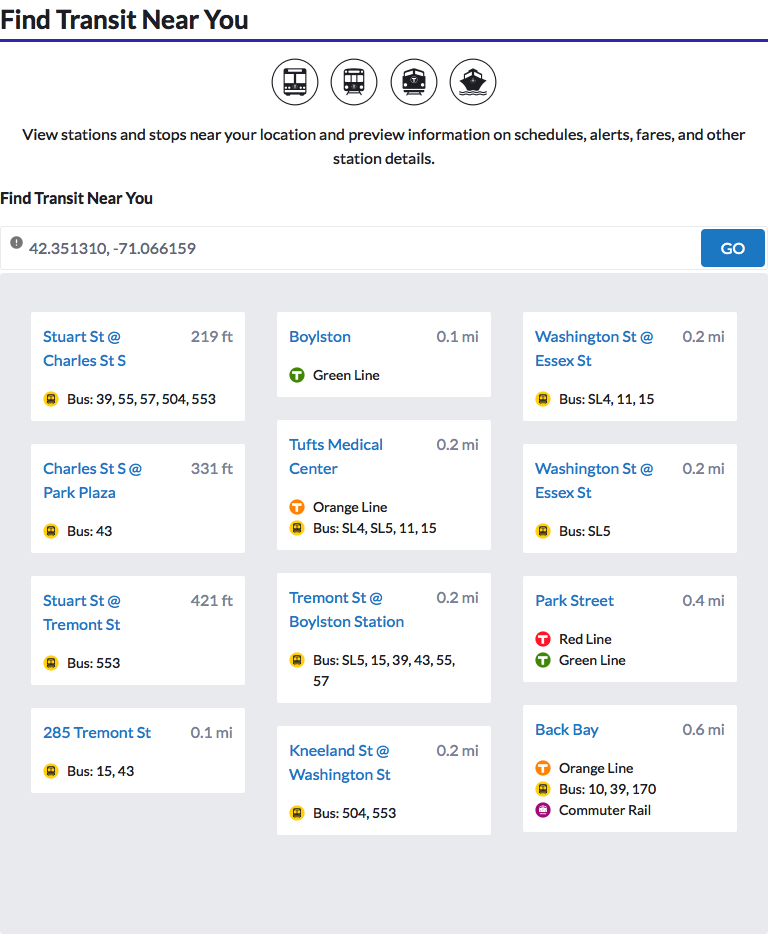 Find Transit Near You
View stations and stops near your location and preview information on schedules, alerts, fares, and other
station details.
Find Transit Near You
42.351310, -71.066159
GO
Stuart St @
Charles St S
219 ft
Bus: 39, 55, 57, 504, 553
Charles St S @
Park Plaza
331 ft
Bus: 43
Stuart St @
Tremont St
421 ft
Bus: 553
285 Tremont St
0.1 mi
Bus: 15, 43
Boylston
0.1 mi
T
Green Line
Tufts Medical
Center
0.2 mi
T
Orange Line
Bus: SL4, SL5, 11, 15
Tremont St @
Boylston Station
0.2 mi
Bus: SL5, 15, 39, 43, 55,
57
Kneeland St @
Washington St
0.2 mi
Bus: 504, 553
Washington St @
Essex St
0.2 mi
Bus: SL4, 11, 15
Washington St @
Essex St
0.2 mi
Bus: SL5
Park Street
0.4 mi
T
Red Line
T
Green Line
Back Bay
0.6 mi
T
Orange Line
Bus: 10, 39, 170
Commuter Rail